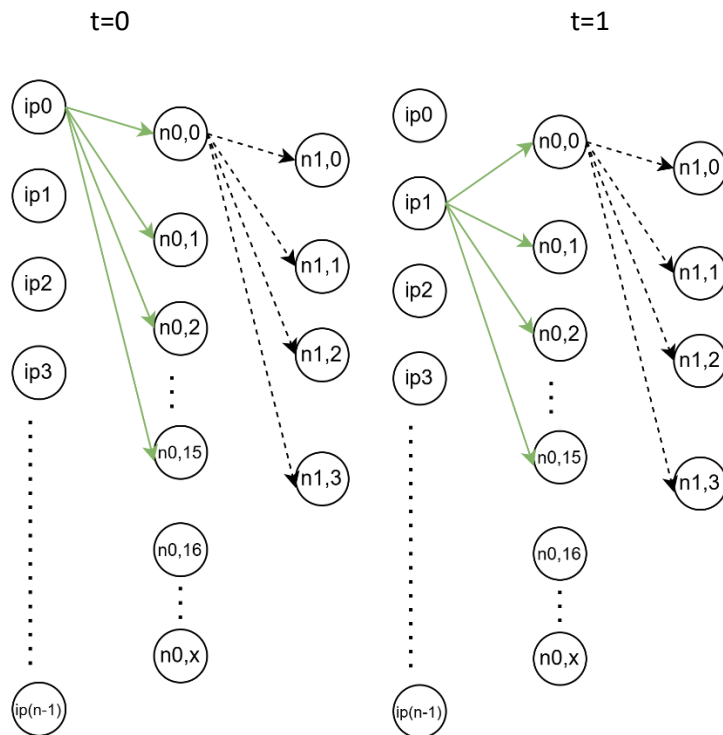 t=0
ip0
ip1
ip2
ip3
ip(n-1)
n0,0
n0,1
n0,2
n0,15
n0,16
n0,x
n1,0
n1,1
n1,2
n1,3
t=1
ip0
ip1
ip2
ip3
ip(n-1)
n0,0
n0,1
n0,2
n0,15
n0,16
n0,x
n1,0
n1,1
n1,2
n1,3